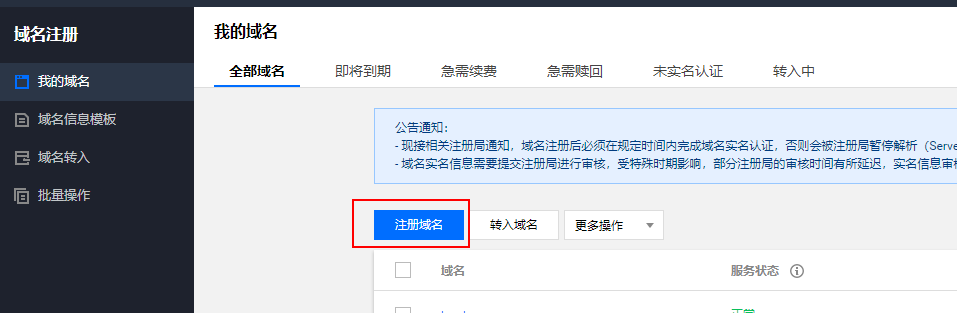 域名注册
我的域名
域名信息模板
域名转入
批量操作
我的域名
全部域名 即将到期 急需续费 急需赎回 未实名认证 转入中
公告通知：
- 现接相关注册局通知，域名注册后必须在规定时间内完成域名实名认证，否则会被注册局暂停解析（Serve
- 域名实名信息需要提交注册局进行审核，受特殊时期影响，部分注册局的审核时间有所延迟，实名信息审核
注册域名 转入域名 更多操作
域名 服务状态
正常